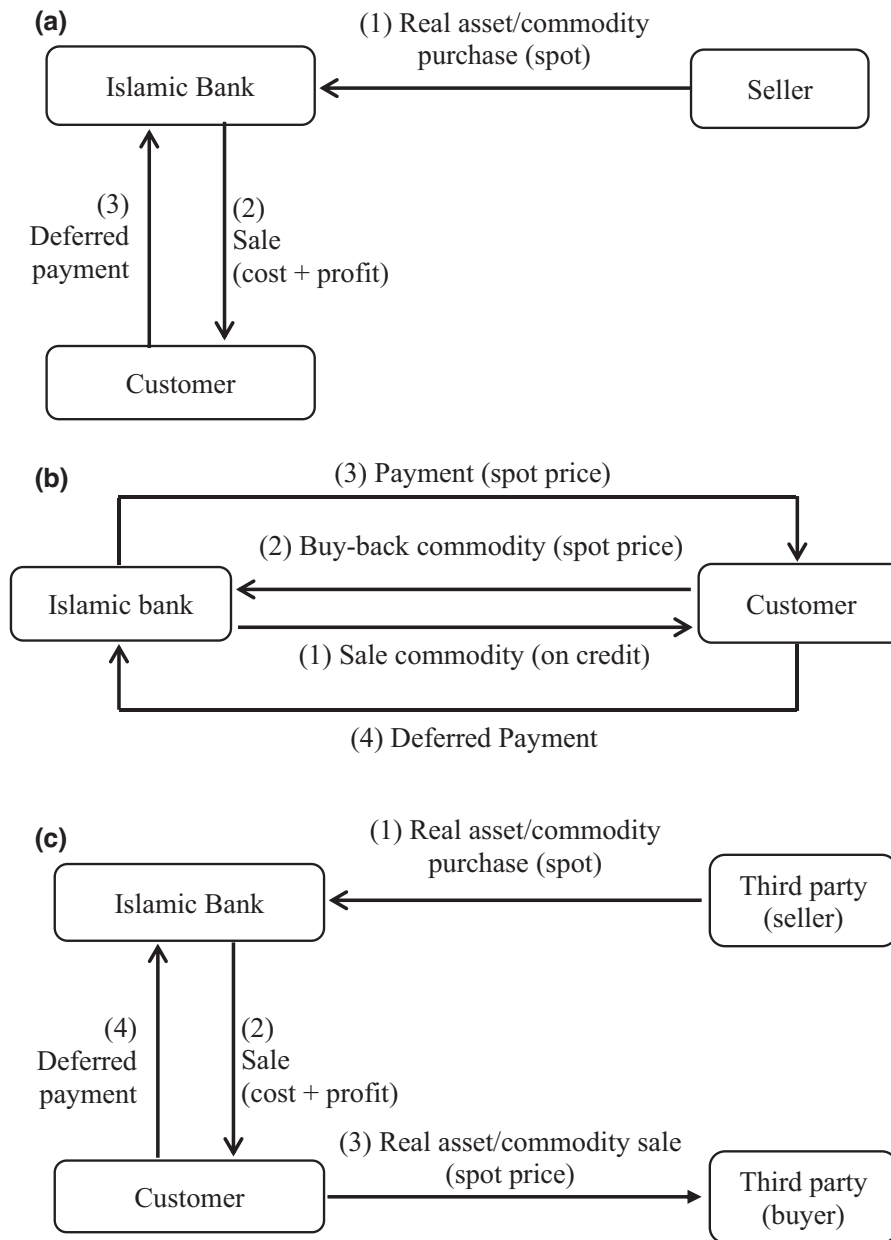 (a)
(1) Real asset/commodity
purchase (spot)
Islamic Bank
Seller
(3)
Deferred
payment
(2)
Sale
(cost + profit)
Customer
(b)
(3) Payment (spot price)
(2) Buy-back commodity (spot price)
Islamic bank
Customer
(1) Sale commodity (on credit)
(4) Deferred Payment
(c)
(1) Real asset/commodity
purchase (spot)
Islamic Bank
Third party
(seller)
(4)
Deferred
payment
(2)
Sale
(cost + profit)
(3) Real asset/commodity sale
(spot price)
Customer
Third party
(buyer)